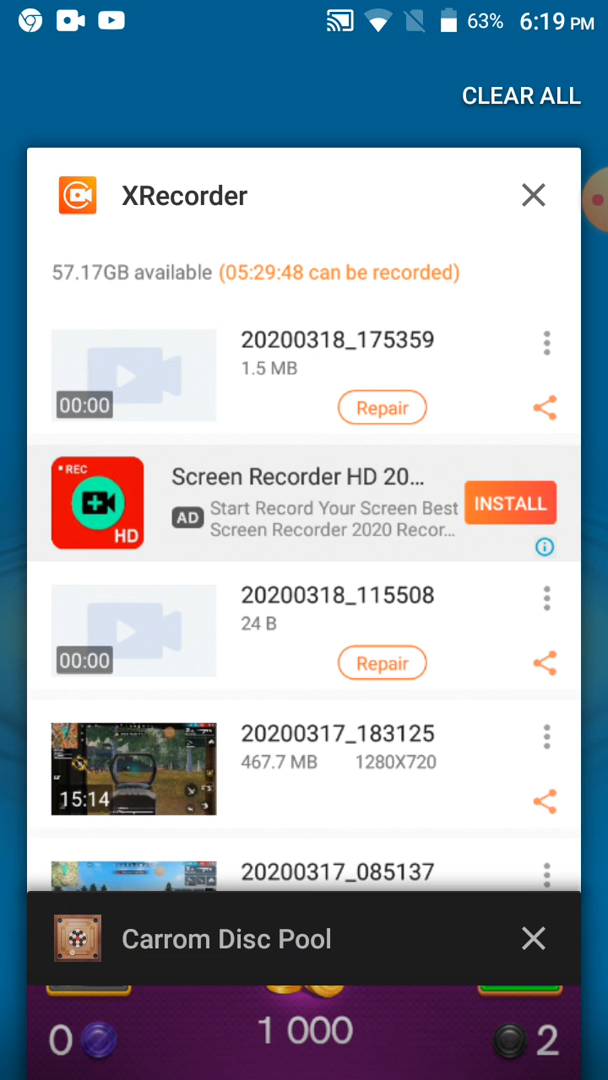 63% 6:19 PM
CLEAR ALL
XRecorder
57.17GB available (05:29:48 can be recorded)
20200318_175359
1.5 MB
00:00
Repair
REC
HD
Screen Recorder HD 20...
AD Start Record Your Screen Best
Screen Recorder 2020 Recor...
INSTALL
20200318_115508
24 B
00:00
Repair
20200317_183125
467.7 MB 1280X720
15:14
20200317_085137
Carrom Disc Pool
0 1 000 2